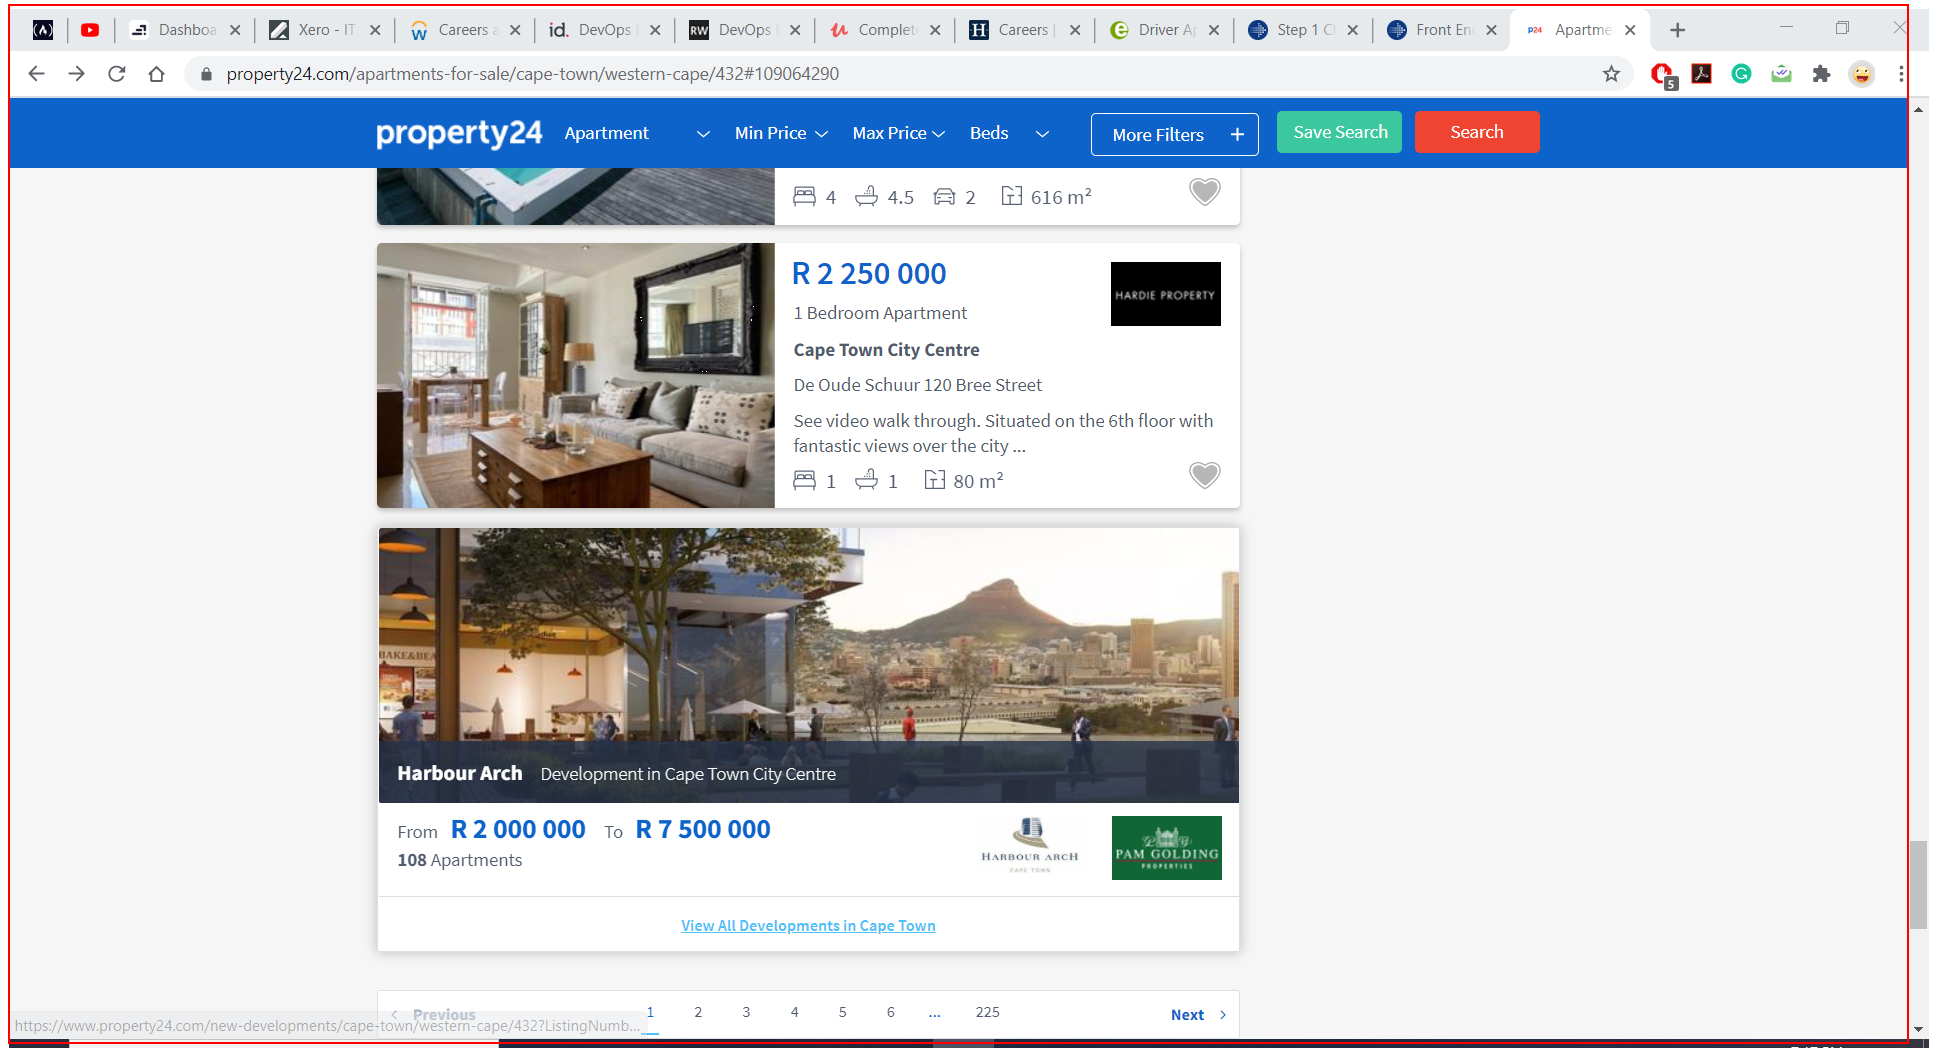 Dashboa
Xero - IT
Careers a
id. DevOps
RW DevOps
Complete
H Careers |
Driver Ap
Step 1 C
Front En
P24 Apartme
property24.com/apartments-for-sale/cape-town/western-cape/432#109064290
5
property24
Apartment
Min Price
Max Price
Beds
More Filters +
Save Search
Search
4 4.5 2 616 m²
R 2 250 000
HARDIE PROPERTY
1 Bedroom Apartment
Cape Town City Centre
De Oude Schuur 120 Bree Street
See video walk through. Situated on the 6th floor with
fantastic views over the city ...
1 1 80 m²
BAKE&BEA
Harbour Arch Development in Cape Town City Centre
From R 2 000 000 To R 7 500 000
108 Apartments
HARBOUR ARCH
CAPE TOWN
PAM GOLDING
PROPERTIES
View All Developments in Cape Town
< Previous 1 2 3 4 5 6 ... 225 Next >
https://www.property24.com/new-developments/cape-town/western-cape/432?ListingNumb...